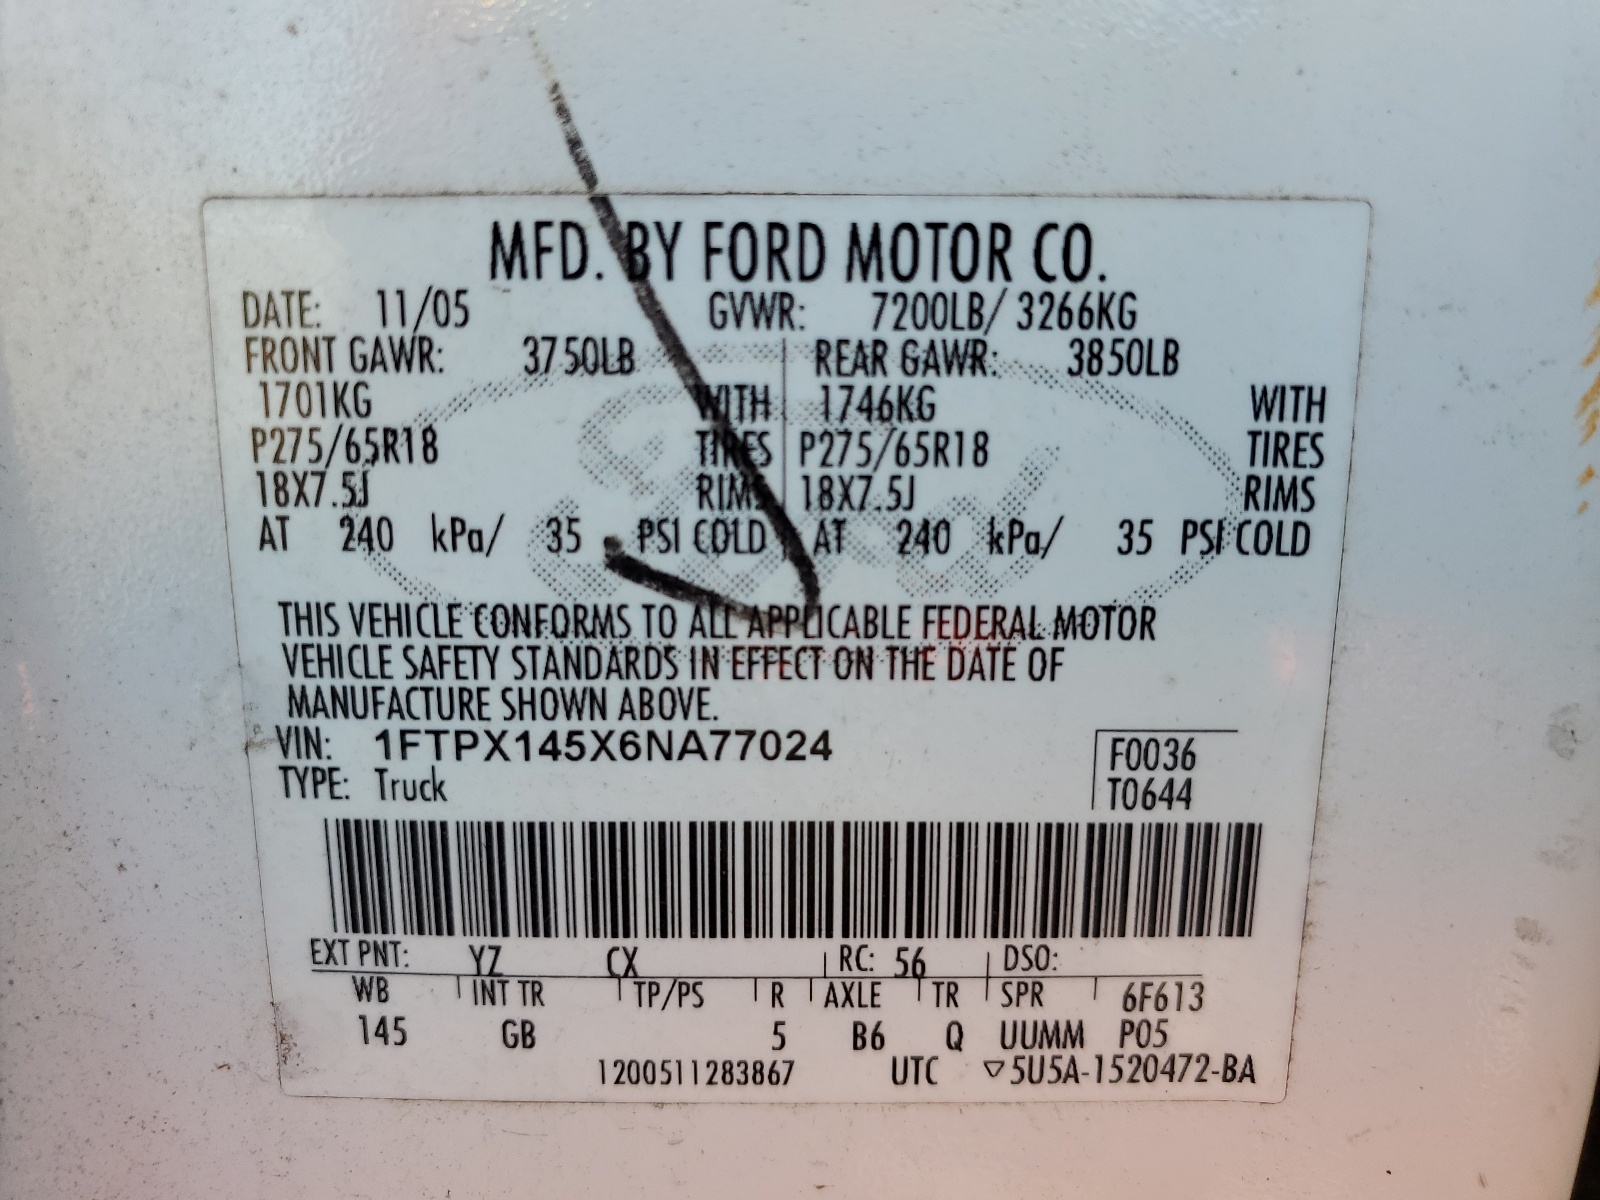 MFD. BY FORD MOTOR CO.
DATE: 11/05 GVWR: 7200LB/ 3266KG
FRONT GAWR: 3750LB REAR GAWR: 3850LB
1701KG WITH 1746KG WITH
P275/65R18 TIRES P275/65R18 TIRES
18X7.5J RIMS 18X7.5J RIMS
AT 240 kPa/ 35 PSI COLD AT 240 kPa/ 35 PSI COLD
THIS VEHICLE CONFORMS TO ALL APPLICABLE FEDERAL MOTOR
VEHICLE SAFETY STANDARDS IN EFFECT ON THE DATE OF
MANUFACTURE SHOWN ABOVE.
VIN: 1FTPX145X6NA77024 F0036
TYPE: Truck T0644
EXT PNT: YZ CX RC: 56 DSO:
WB INT TR TP/PS R AXLE TR SPR 6F613
145 GB 5 B6 Q UUMM P05
1200511283867 UTC ▽5U5A-1520472-BA